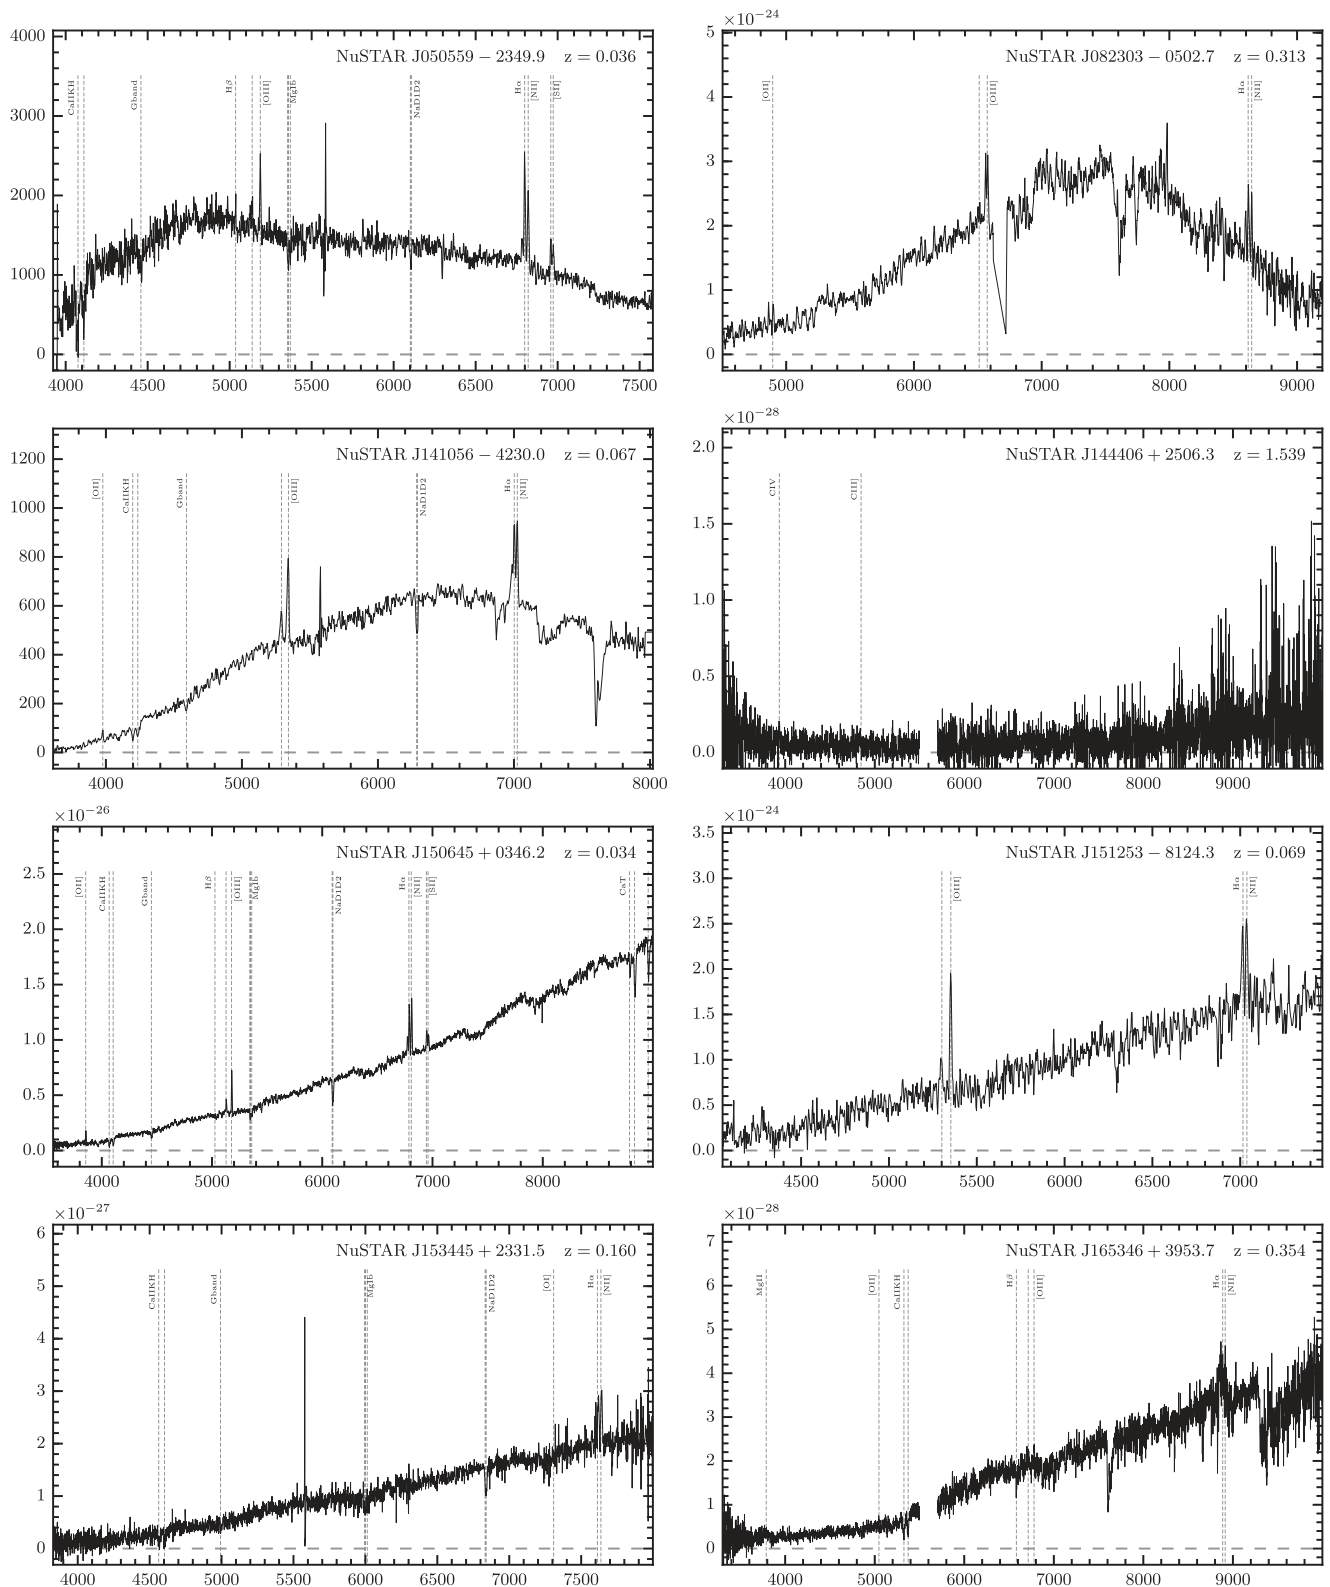 NuSTAR J050559 − 2349.9 z = 0.036
CaIIKH
Gband
Hβ
[OIII]
MgIb
NaD1D2
Hα
[NII]
[SII]
4000
3000
2000
1000
0
4000 4500 5000 5500 6000 6500 7000 7500
×10−24
NuSTAR J082303 − 0502.7 z = 0.313
[OII]
[OIII]
Hα
[NII]
5
4
3
2
1
0
5000 6000 7000 8000 9000
NuSTAR J141056 − 4230.0 z = 0.067
[OII]
CaIIKH
Gband
[OIII]
NaD1D2
Hα
[NII]
1200
1000
800
600
400
200
0
4000 5000 6000 7000 8000
×10−28
NuSTAR J144406 + 2506.3 z = 1.539
CIV
CIII]
2.0
1.5
1.0
0.5
0.0
4000 5000 6000 7000 8000 9000
×10−26
NuSTAR J150645 + 0346.2 z = 0.034
[OII]
CaIIKH
Gband
Hβ
[OIII]
MgIb
NaD1D2
Hα
[NII]
[SII]
CaT
2.5
2.0
1.5
1.0
0.5
0.0
4000 5000 6000 7000 8000
×10−24
NuSTAR J151253 − 8124.3 z = 0.069
[OIII]
Hα
[NII]
3.5
3.0
2.5
2.0
1.5
1.0
0.5
0.0
4500 5000 5500 6000 6500 7000
×10−27
NuSTAR J153445 + 2331.5 z = 0.160
CaIIKH
Gband
MgIb
NaD1D2
[OI]
Hα
[NII]
6
5
4
3
2
1
0
4000 4500 5000 5500 6000 6500 7000 7500
×10−28
NuSTAR J165346 + 3953.7 z = 0.354
MgII
[OII]
CaIIKH
Hβ
[OIII]
Hα
[NII]
7
6
5
4
3
2
1
0
4000 5000 6000 7000 8000 9000